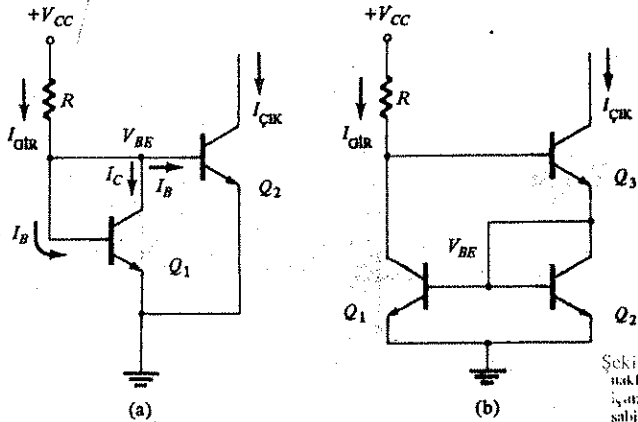 +V_CC
R
I_GİR
V_BE
I_C
I_B
I_B
Q_1
I_ÇIK
Q_2
(a)
+V_CC
R
I_GİR
I_ÇIK
Q_3
V_BE
Q_1
Q_2
(b)
Şeki